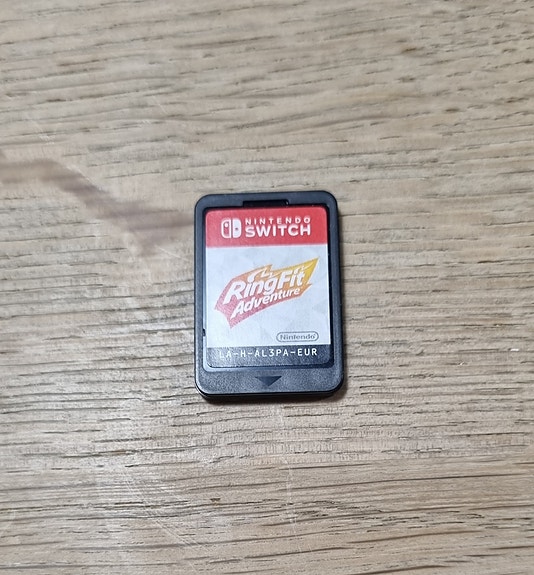 NINTENDO
SWITCH
RingFit
Adventure
Nintendo
LA-H-AL3PA-EUR